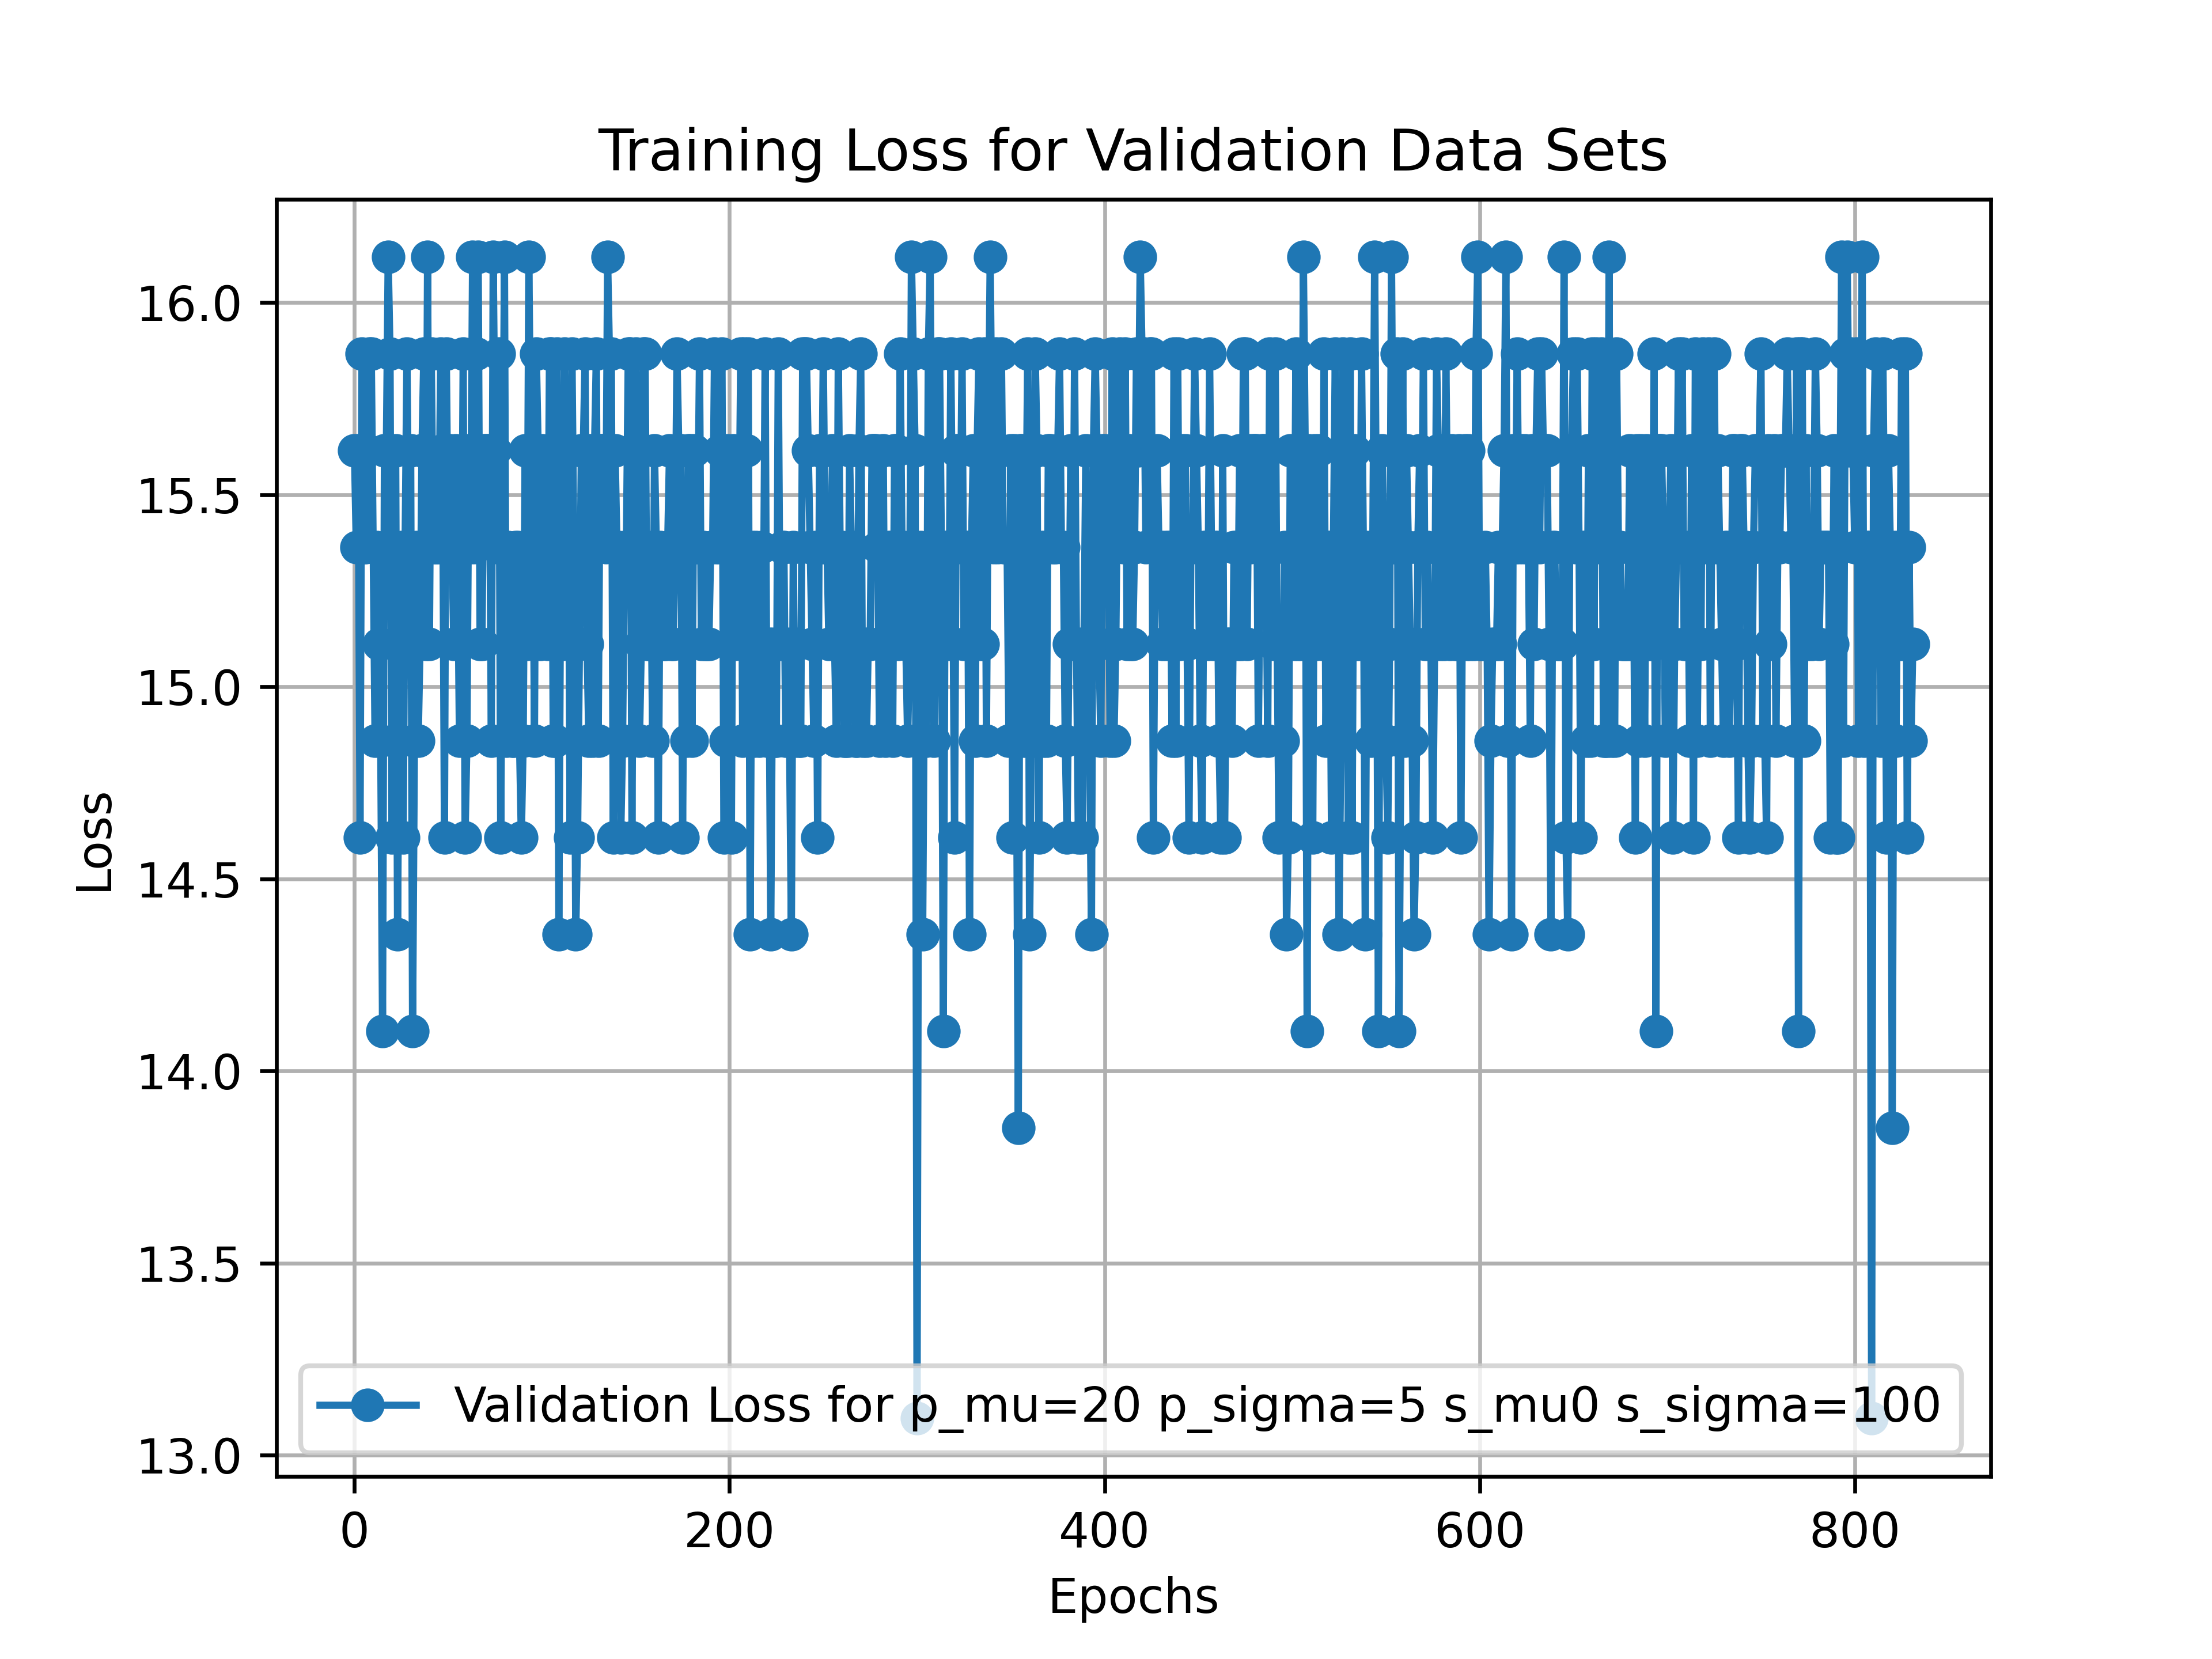 Training Loss for Validation Data Sets
Loss
16.0
15.5
15.0
14.5
14.0
13.5
13.0
Validation Loss for p_mu=20 p_sigma=5 s_mu0 s_sigma=100
0 200 400 600 800
Epochs